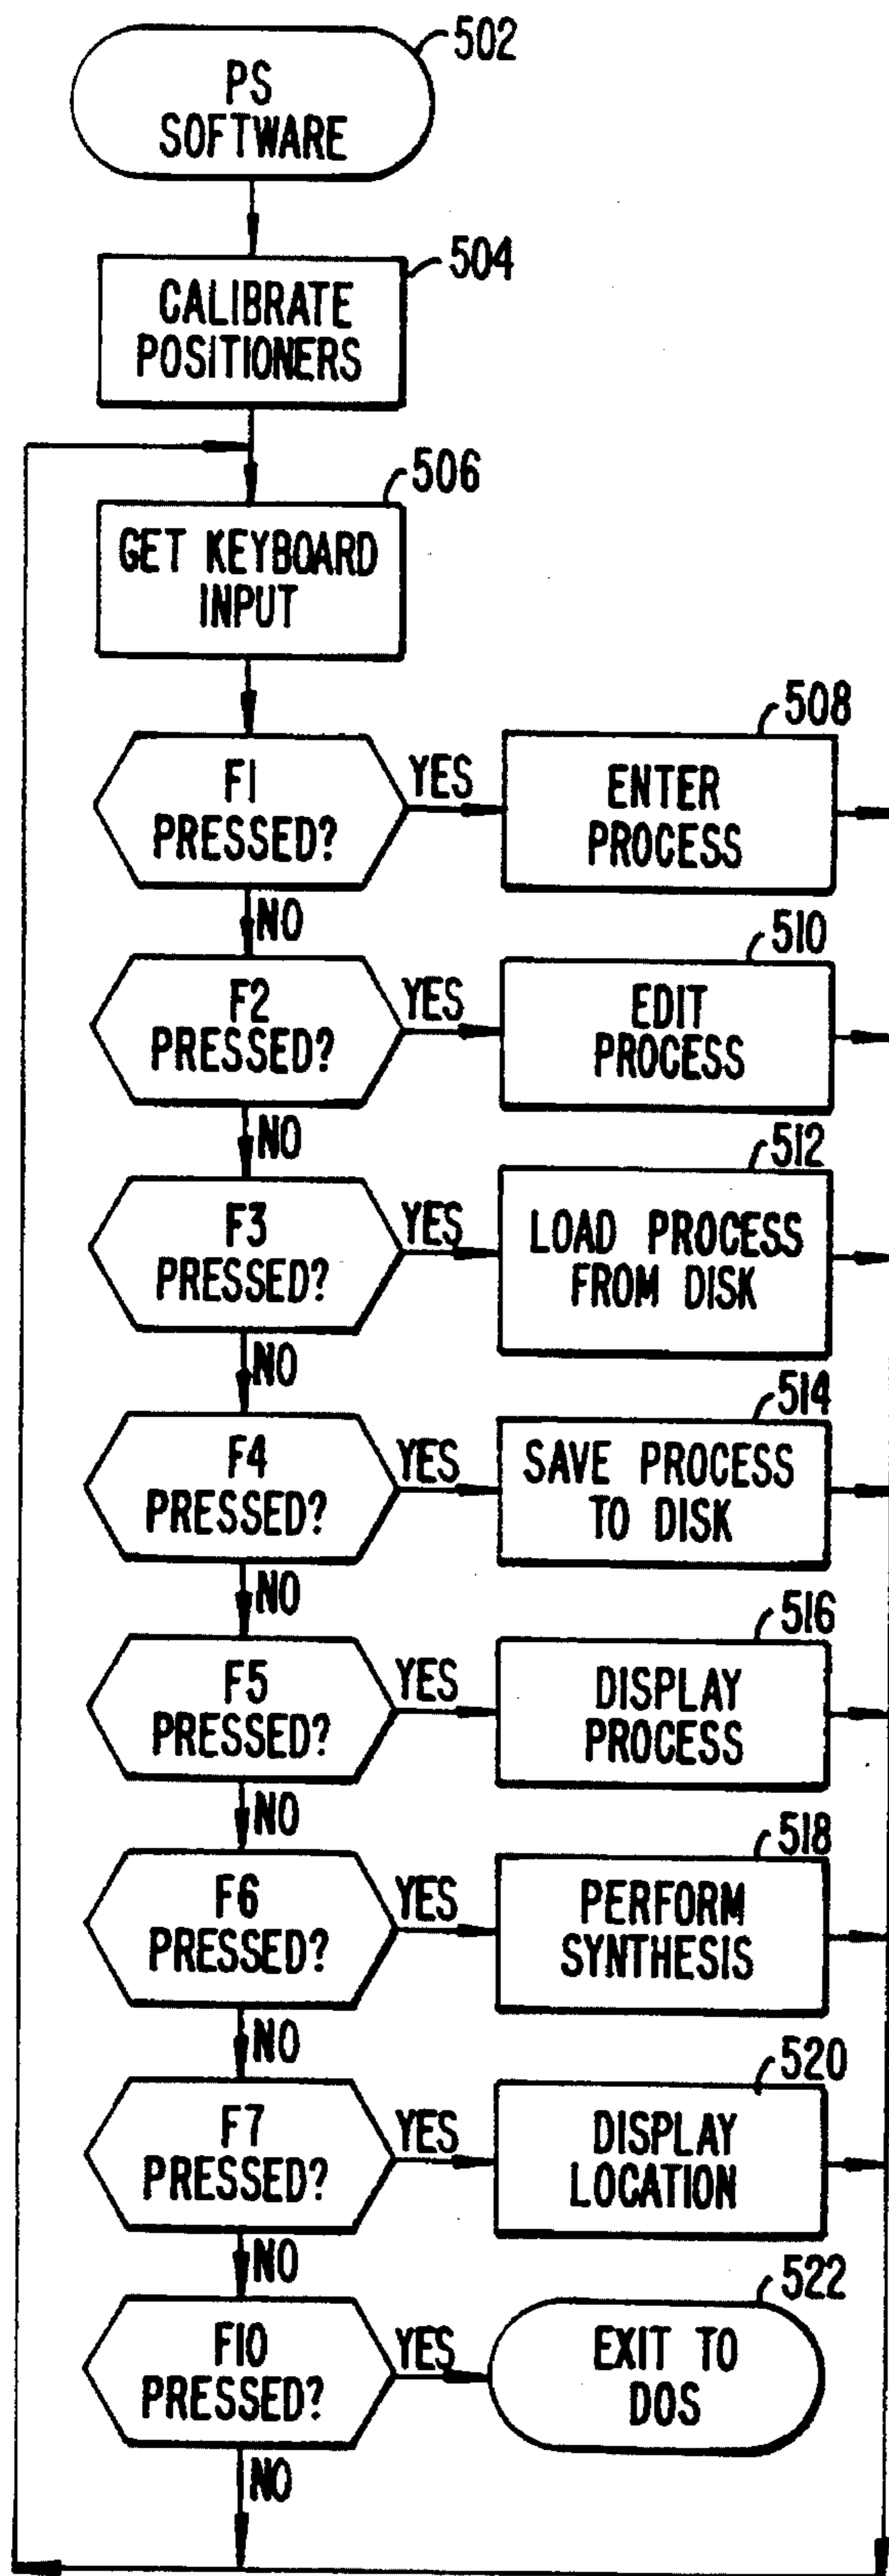 502
PS
SOFTWARE
504
CALIBRATE
POSITIONERS
506
GET KEYBOARD
INPUT
F1
PRESSED?
YES
508
ENTER
PROCESS
NO
F2
PRESSED?
YES
510
EDIT
PROCESS
NO
F3
PRESSED?
YES
512
LOAD PROCESS
FROM DISK
NO
F4
PRESSED?
YES
514
SAVE PROCESS
TO DISK
NO
F5
PRESSED?
YES
516
DISPLAY
PROCESS
NO
F6
PRESSED?
YES
518
PERFORM
SYNTHESIS
NO
F7
PRESSED?
YES
520
DISPLAY
LOCATION
NO
F10
PRESSED?
YES
522
EXIT TO
DOS
NO